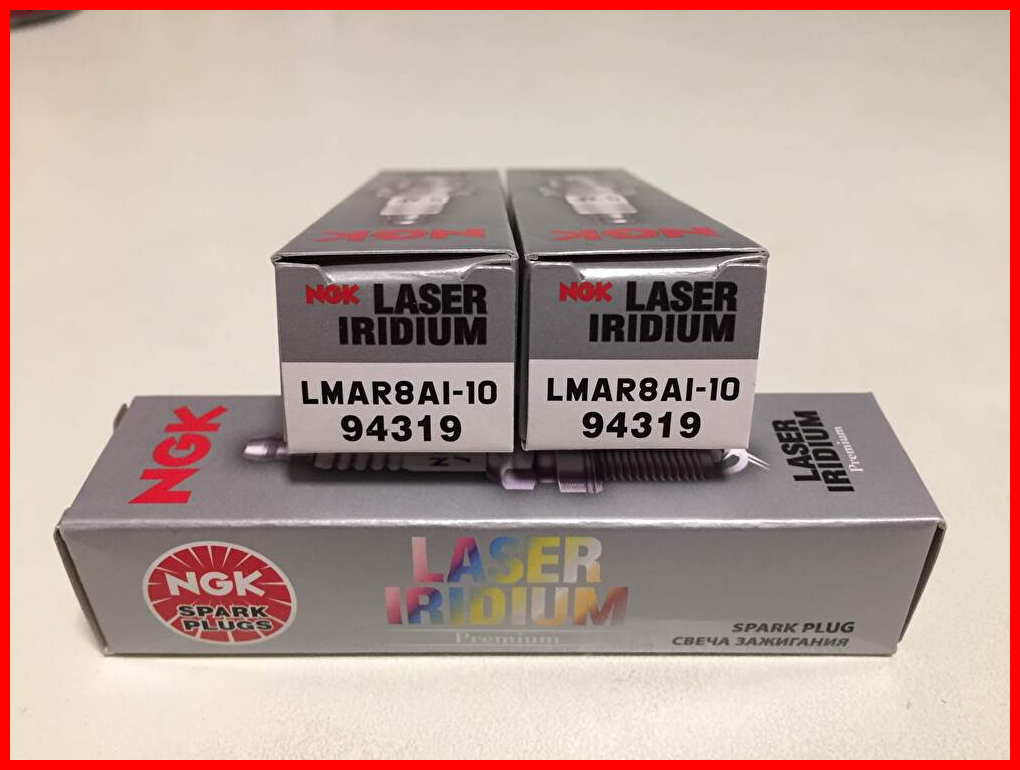 NGK
NGK
NGK LASER
IRIDIUM
LMAR8AI-10
94319
NGK LASER
IRIDIUM
LMAR8AI-10
94319
NGK
LASER
IRIDIUM
Premium
NGK
SPARK
PLUGS
LASER
IRIDIUM
Premium
SPARK PLUG
СВЕЧА ЗАЖИГАНИЯ